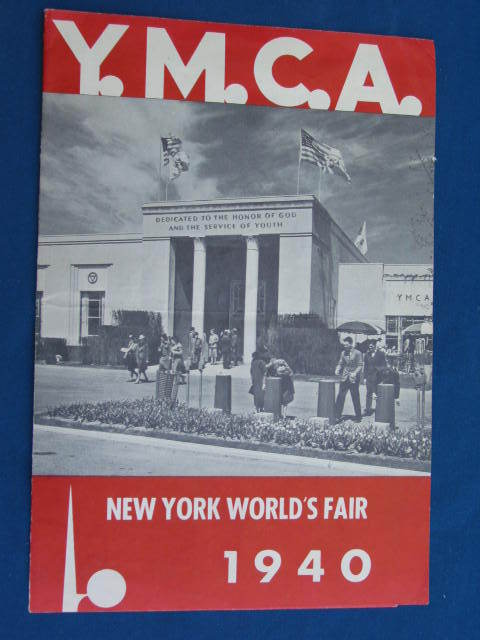 Y.M.C.A.
DEDICATED TO THE HONOR OF GOD
AND THE SERVICE OF YOUTH
YMCA
NEW YORK WORLD'S FAIR
1940